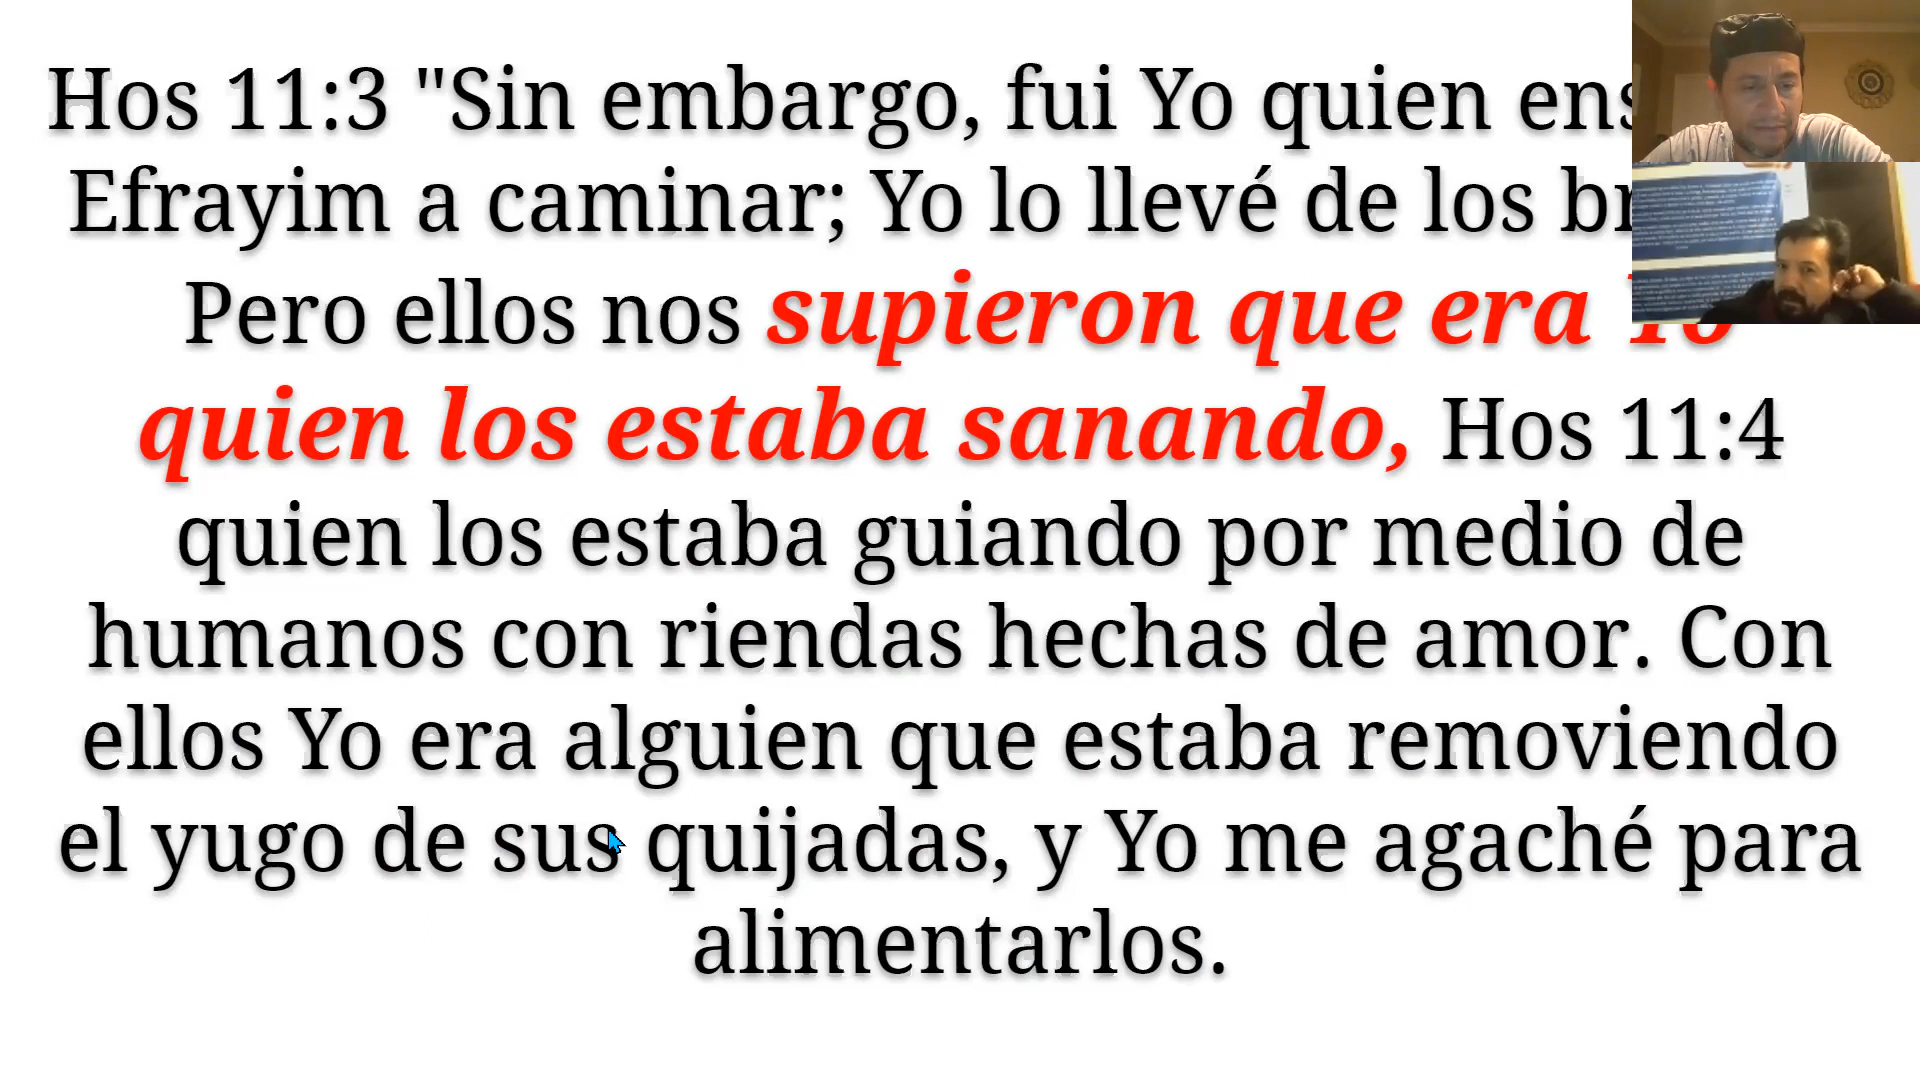 Hos 11:3 "Sin embargo, fui Yo quien
Efrayim a caminar; Yo lo llevé de los
Pero ellos nos supieron que era Yo
quien los estaba sanando, Hos 11:4
quien los estaba guiando por medio de
humanos con riendas hechas de amor. Con
ellos Yo era alguien que estaba removiendo
el yugo de sus quijadas, y Yo me agaché para
alimentarlos.